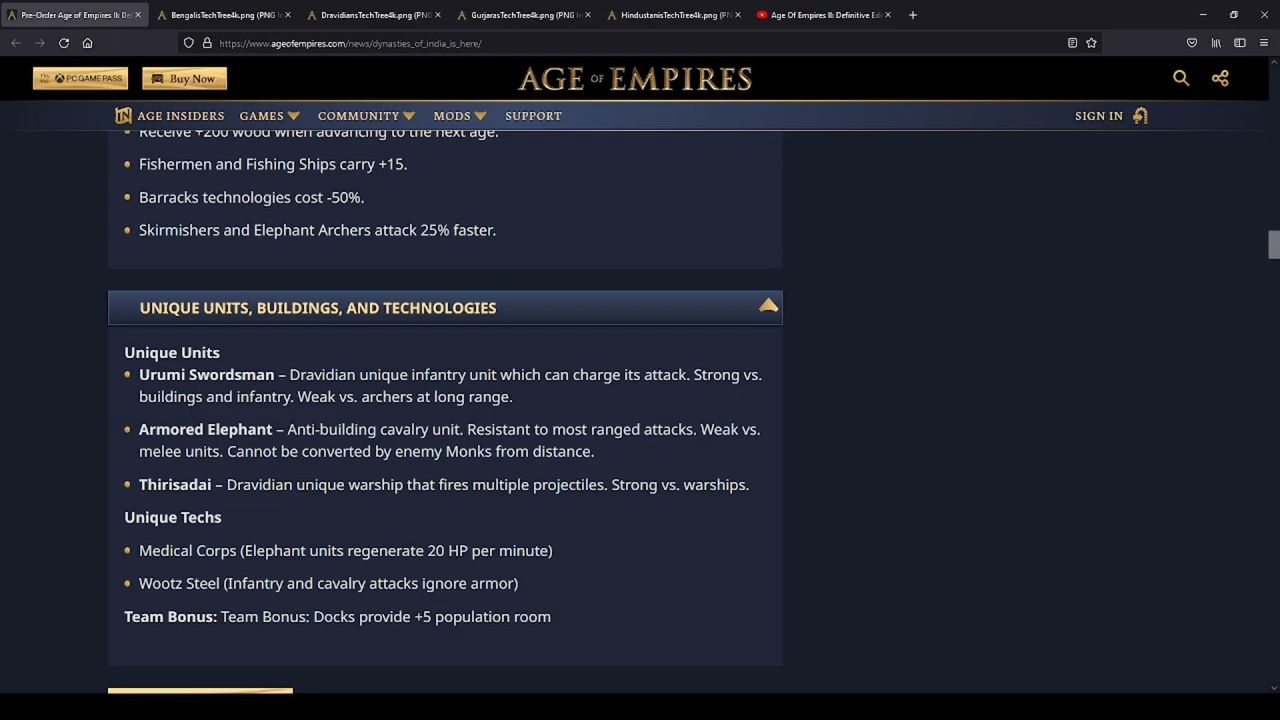 Pre-Order Age of Empires II: Def
BengalisTechTree4k.png (PNG I
DravidiansTechTree4k.png (PNG
GurjarasTechTree4k.png (PNG In
HindustanisTechTree4k.png (PN
Age Of Empires II: Definitive Edi
https://www.ageofempires.com/news/dynasties_of_india_is_here/
PC GAME PASS
Buy Now
AGE OF EMPIRES
AGE INSIDERS GAMES COMMUNITY MODS SUPPORT SIGN IN
Receive +200 wood when advancing to the next age.
Fishermen and Fishing Ships carry +15.
Barracks technologies cost -50%.
Skirmishers and Elephant Archers attack 25% faster.
UNIQUE UNITS, BUILDINGS, AND TECHNOLOGIES
Unique Units
Urumi Swordsman – Dravidian unique infantry unit which can charge its attack. Strong vs.
buildings and infantry. Weak vs. archers at long range.
Armored Elephant – Anti-building cavalry unit. Resistant to most ranged attacks. Weak vs.
melee units. Cannot be converted by enemy Monks from distance.
Thirisadai – Dravidian unique warship that fires multiple projectiles. Strong vs. warships.
Unique Techs
Medical Corps (Elephant units regenerate 20 HP per minute)
Wootz Steel (Infantry and cavalry attacks ignore armor)
Team Bonus: Team Bonus: Docks provide +5 population room